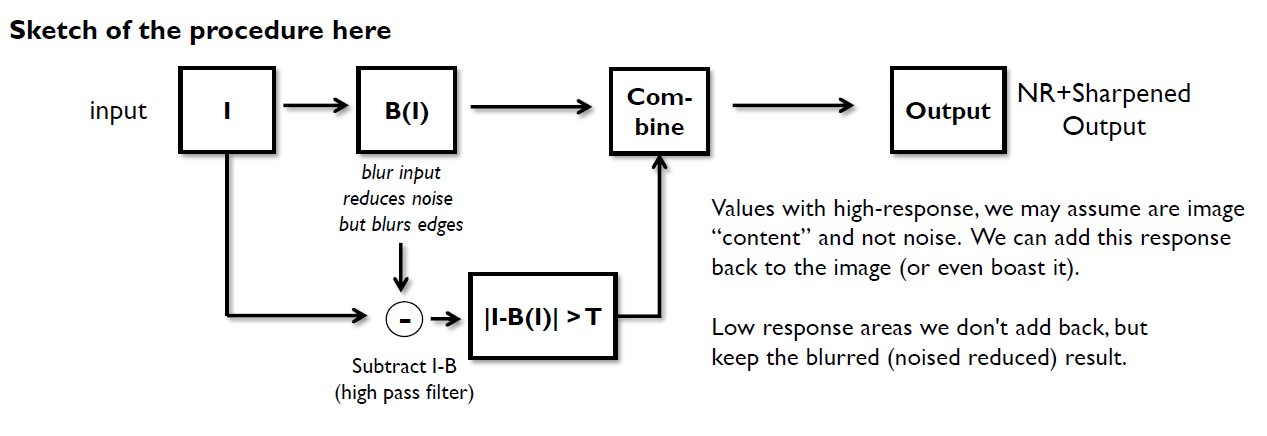 Sketch of the procedure here
input
I
B(I)
Com-
bine
Output
NR+Sharpened
Output
blur input
reduces noise
but blurs edges
-
|I-B(I)| > T
Subtract I-B
(high pass filter)
Values with high-response, we may assume are image
“content” and not noise. We can add this response
back to the image (or even boast it).
Low response areas we don't add back, but
keep the blurred (noised reduced) result.